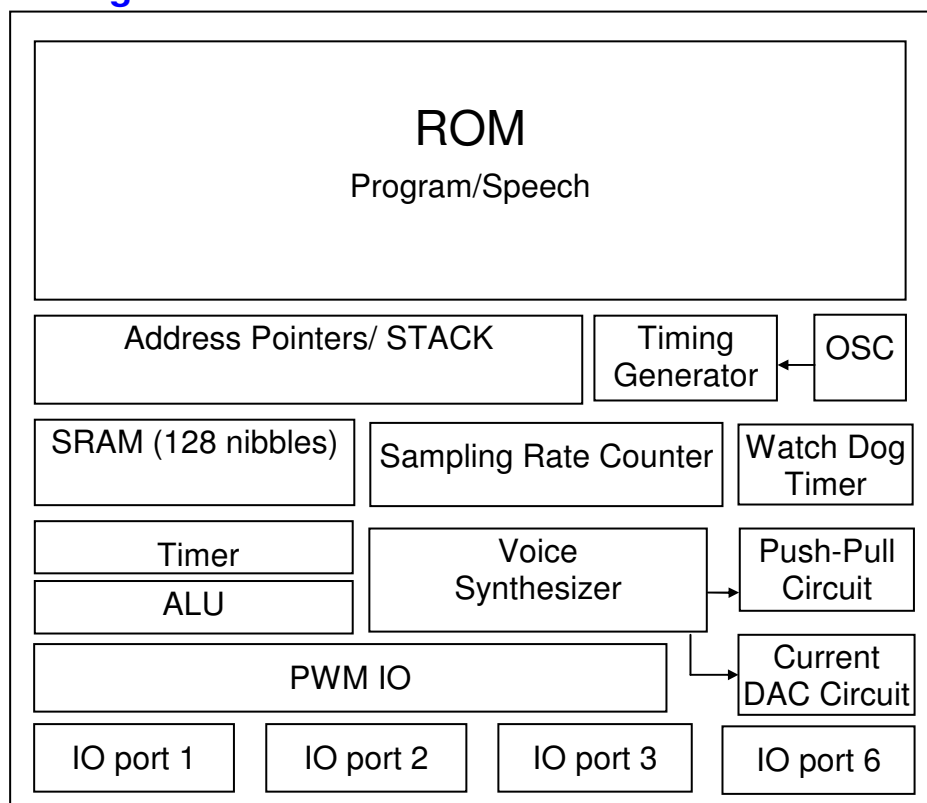 ROM
Program/Speech
Address Pointers/ STACK
Timing
Generator
OSC
SRAM (128 nibbles)
Sampling Rate Counter
Watch Dog
Timer
Timer
Voice
Synthesizer
Push-Pull
Circuit
ALU
PWM IO
Current
DAC Circuit
IO port 1
IO port 2
IO port 3
IO port 6